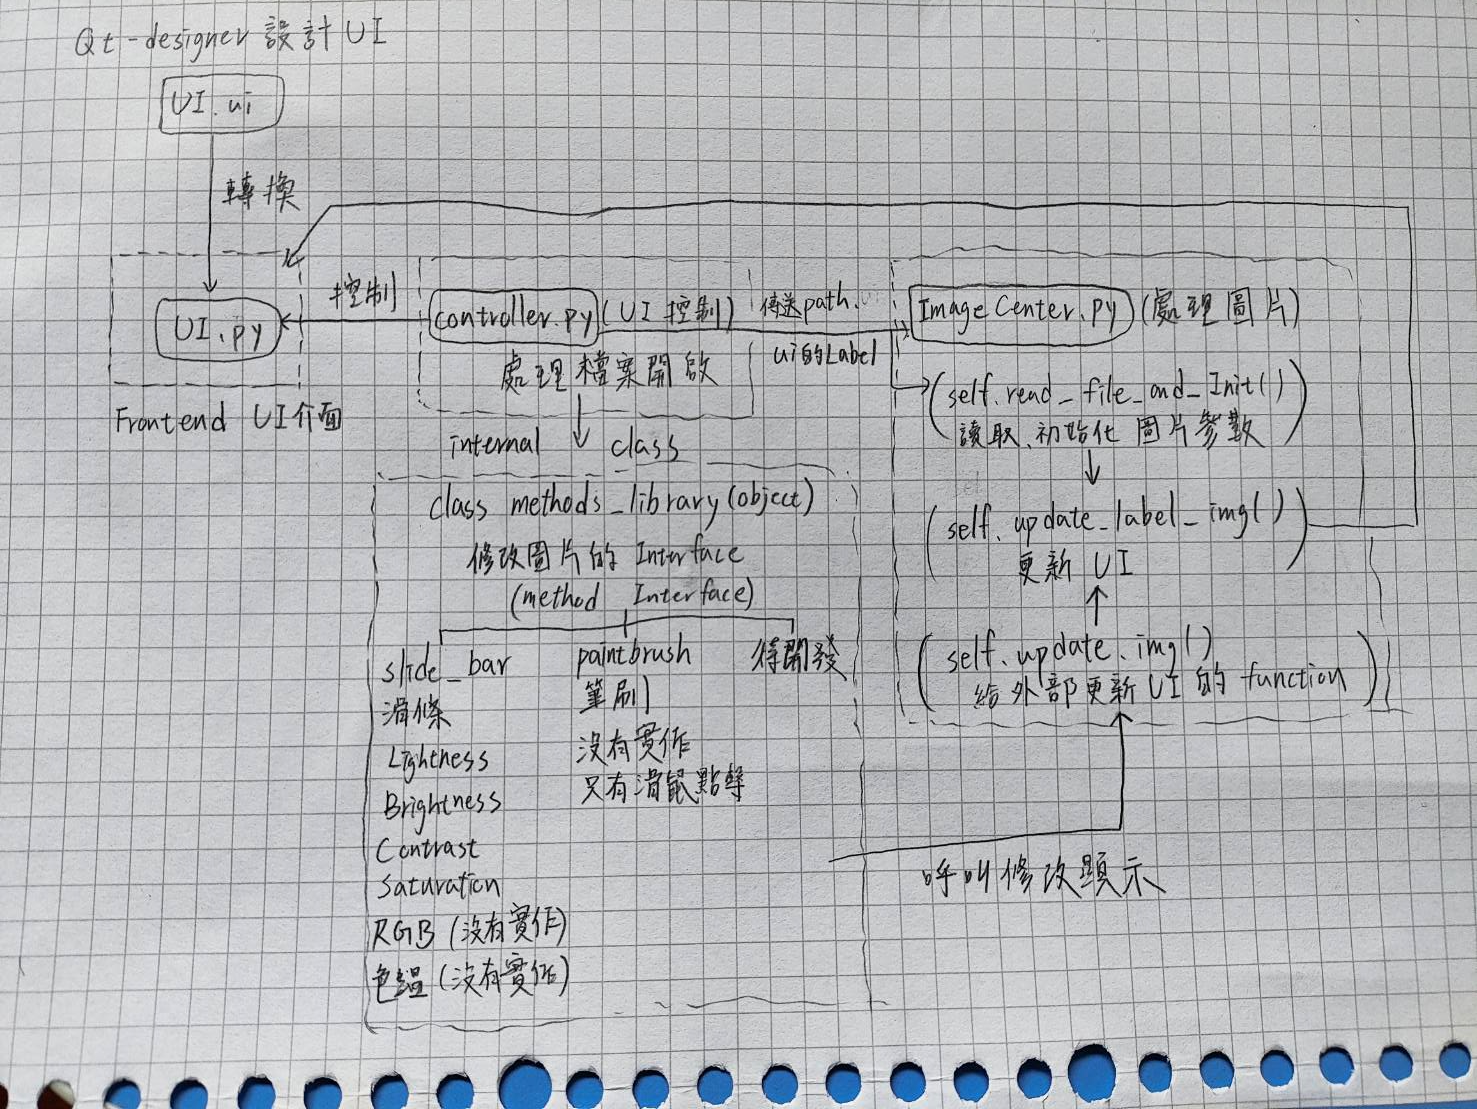 Qt-designer 設計 UI
UI.ui
轉換
控制
UI.py
Frontend UI介面
controller.py (UI 控制)
處理檔案開啟
傳送path.
ui的Label
Image Center.py (處理圖片)
(self.read_file_and_Init()
讀取、初始化 圖片參數)
(self.update_label_img()
更新 UI)
(self.update.img()
給外部更新UI的 function)
internal class
class methods_library(object)
修改圖片的 Interface
(method Interface)
slide_bar
滑條
Lightness
Brightness
Contrast
Saturation
RGB (沒有實作)
色溫 (沒有實作)
paintbrush
筆刷
沒有實作
只有滑鼠點擊
待開發
呼叫修改顯示